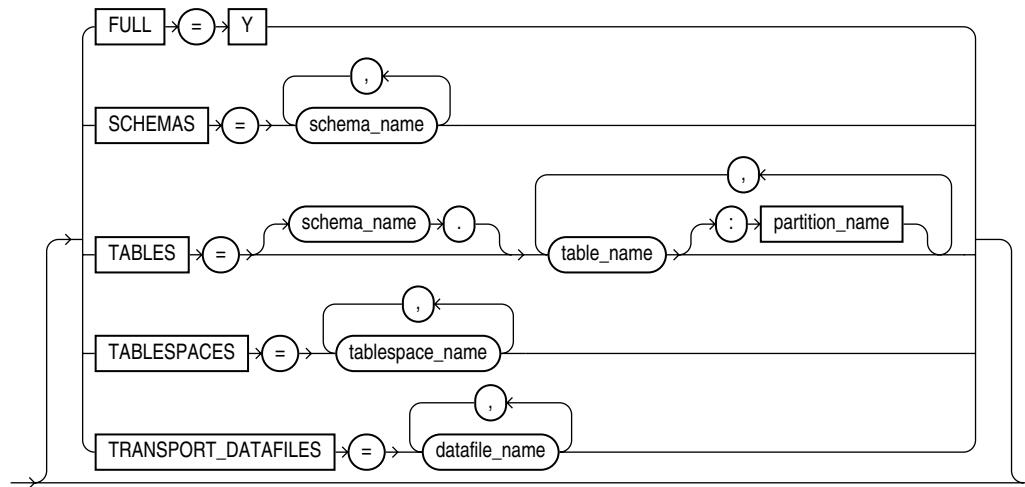 FULL = Y
,
SCHEMAS = schema_name
,
schema_name . : partition_name
TABLES = table_name
,
TABLESPACES = tablespace_name
,
TRANSPORT_DATAFILES = datafile_name